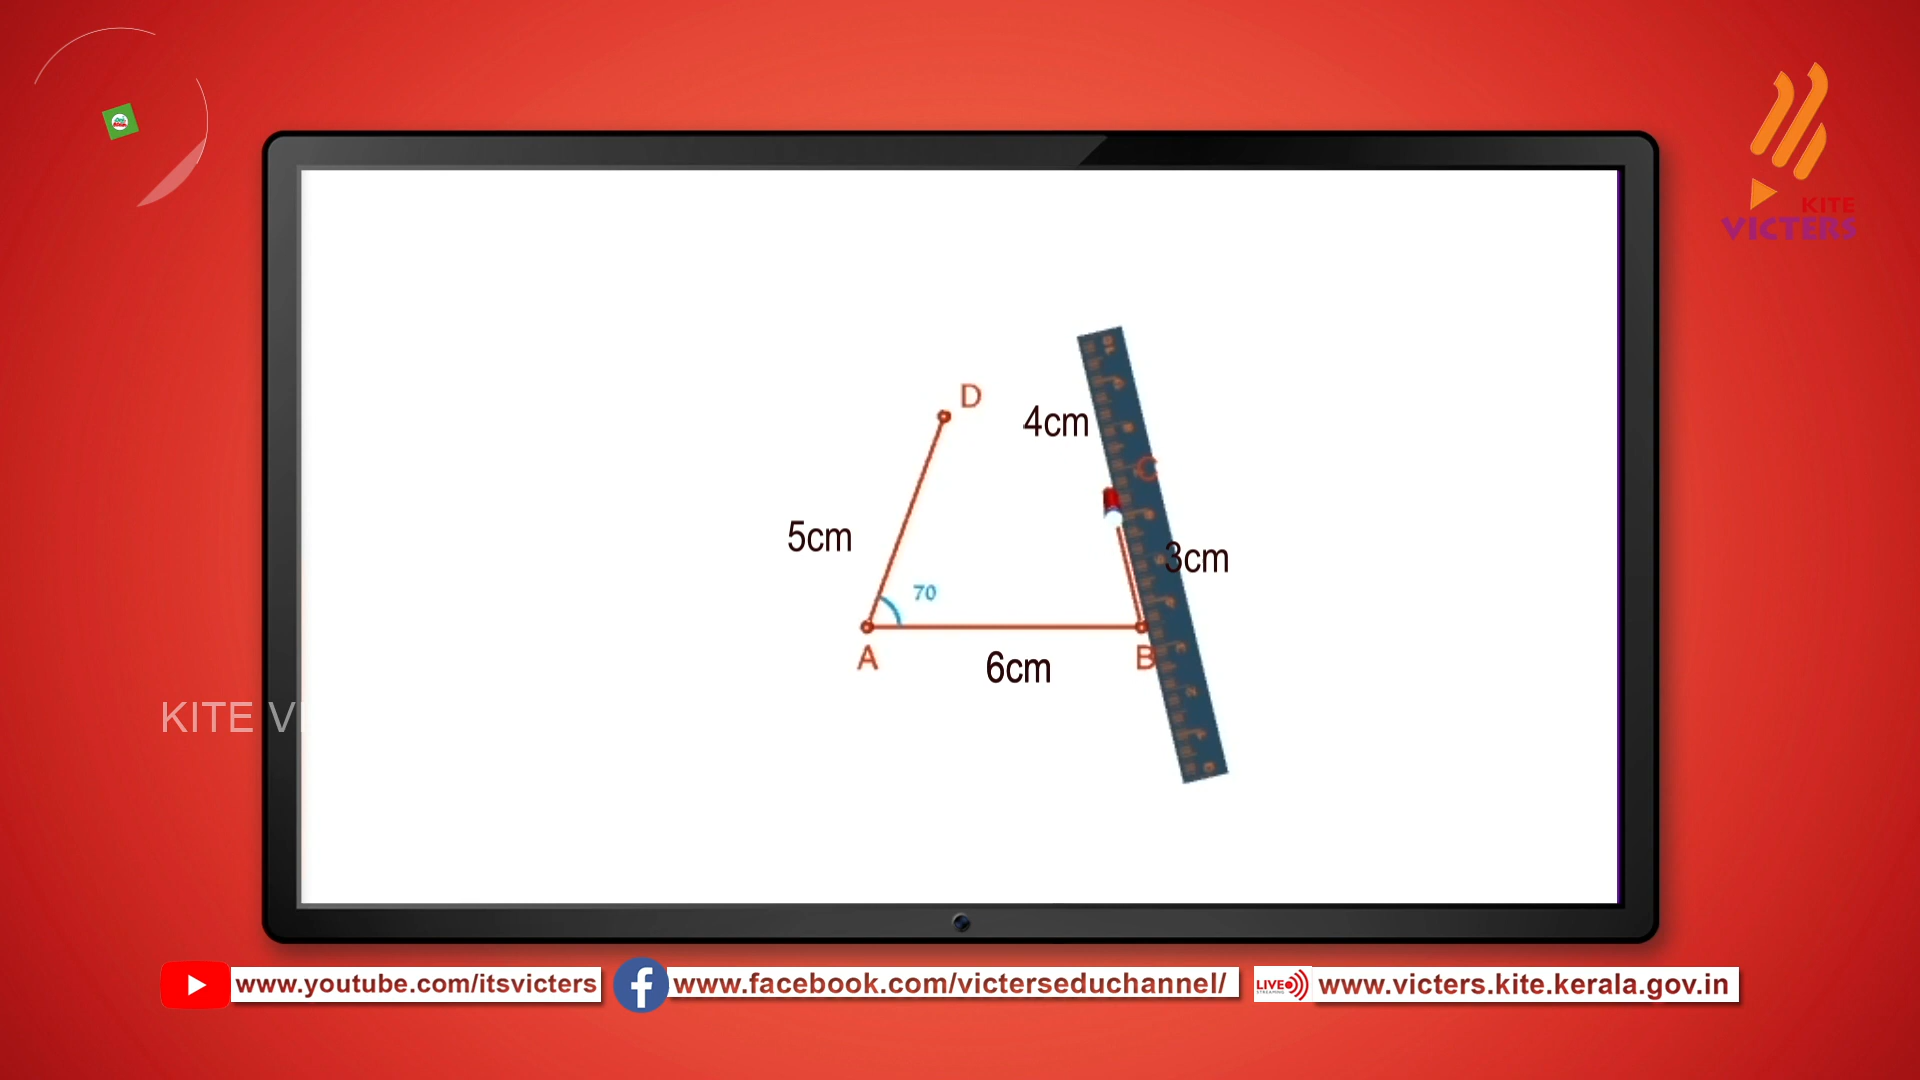 KITE
VICTERS
D
4cm
C
5cm
3cm
70
A
B
6cm
KITE VI
www.youtube.com/itsvicters
www.facebook.com/victerseduchannel/
LIVE
www.victers.kite.kerala.gov.in